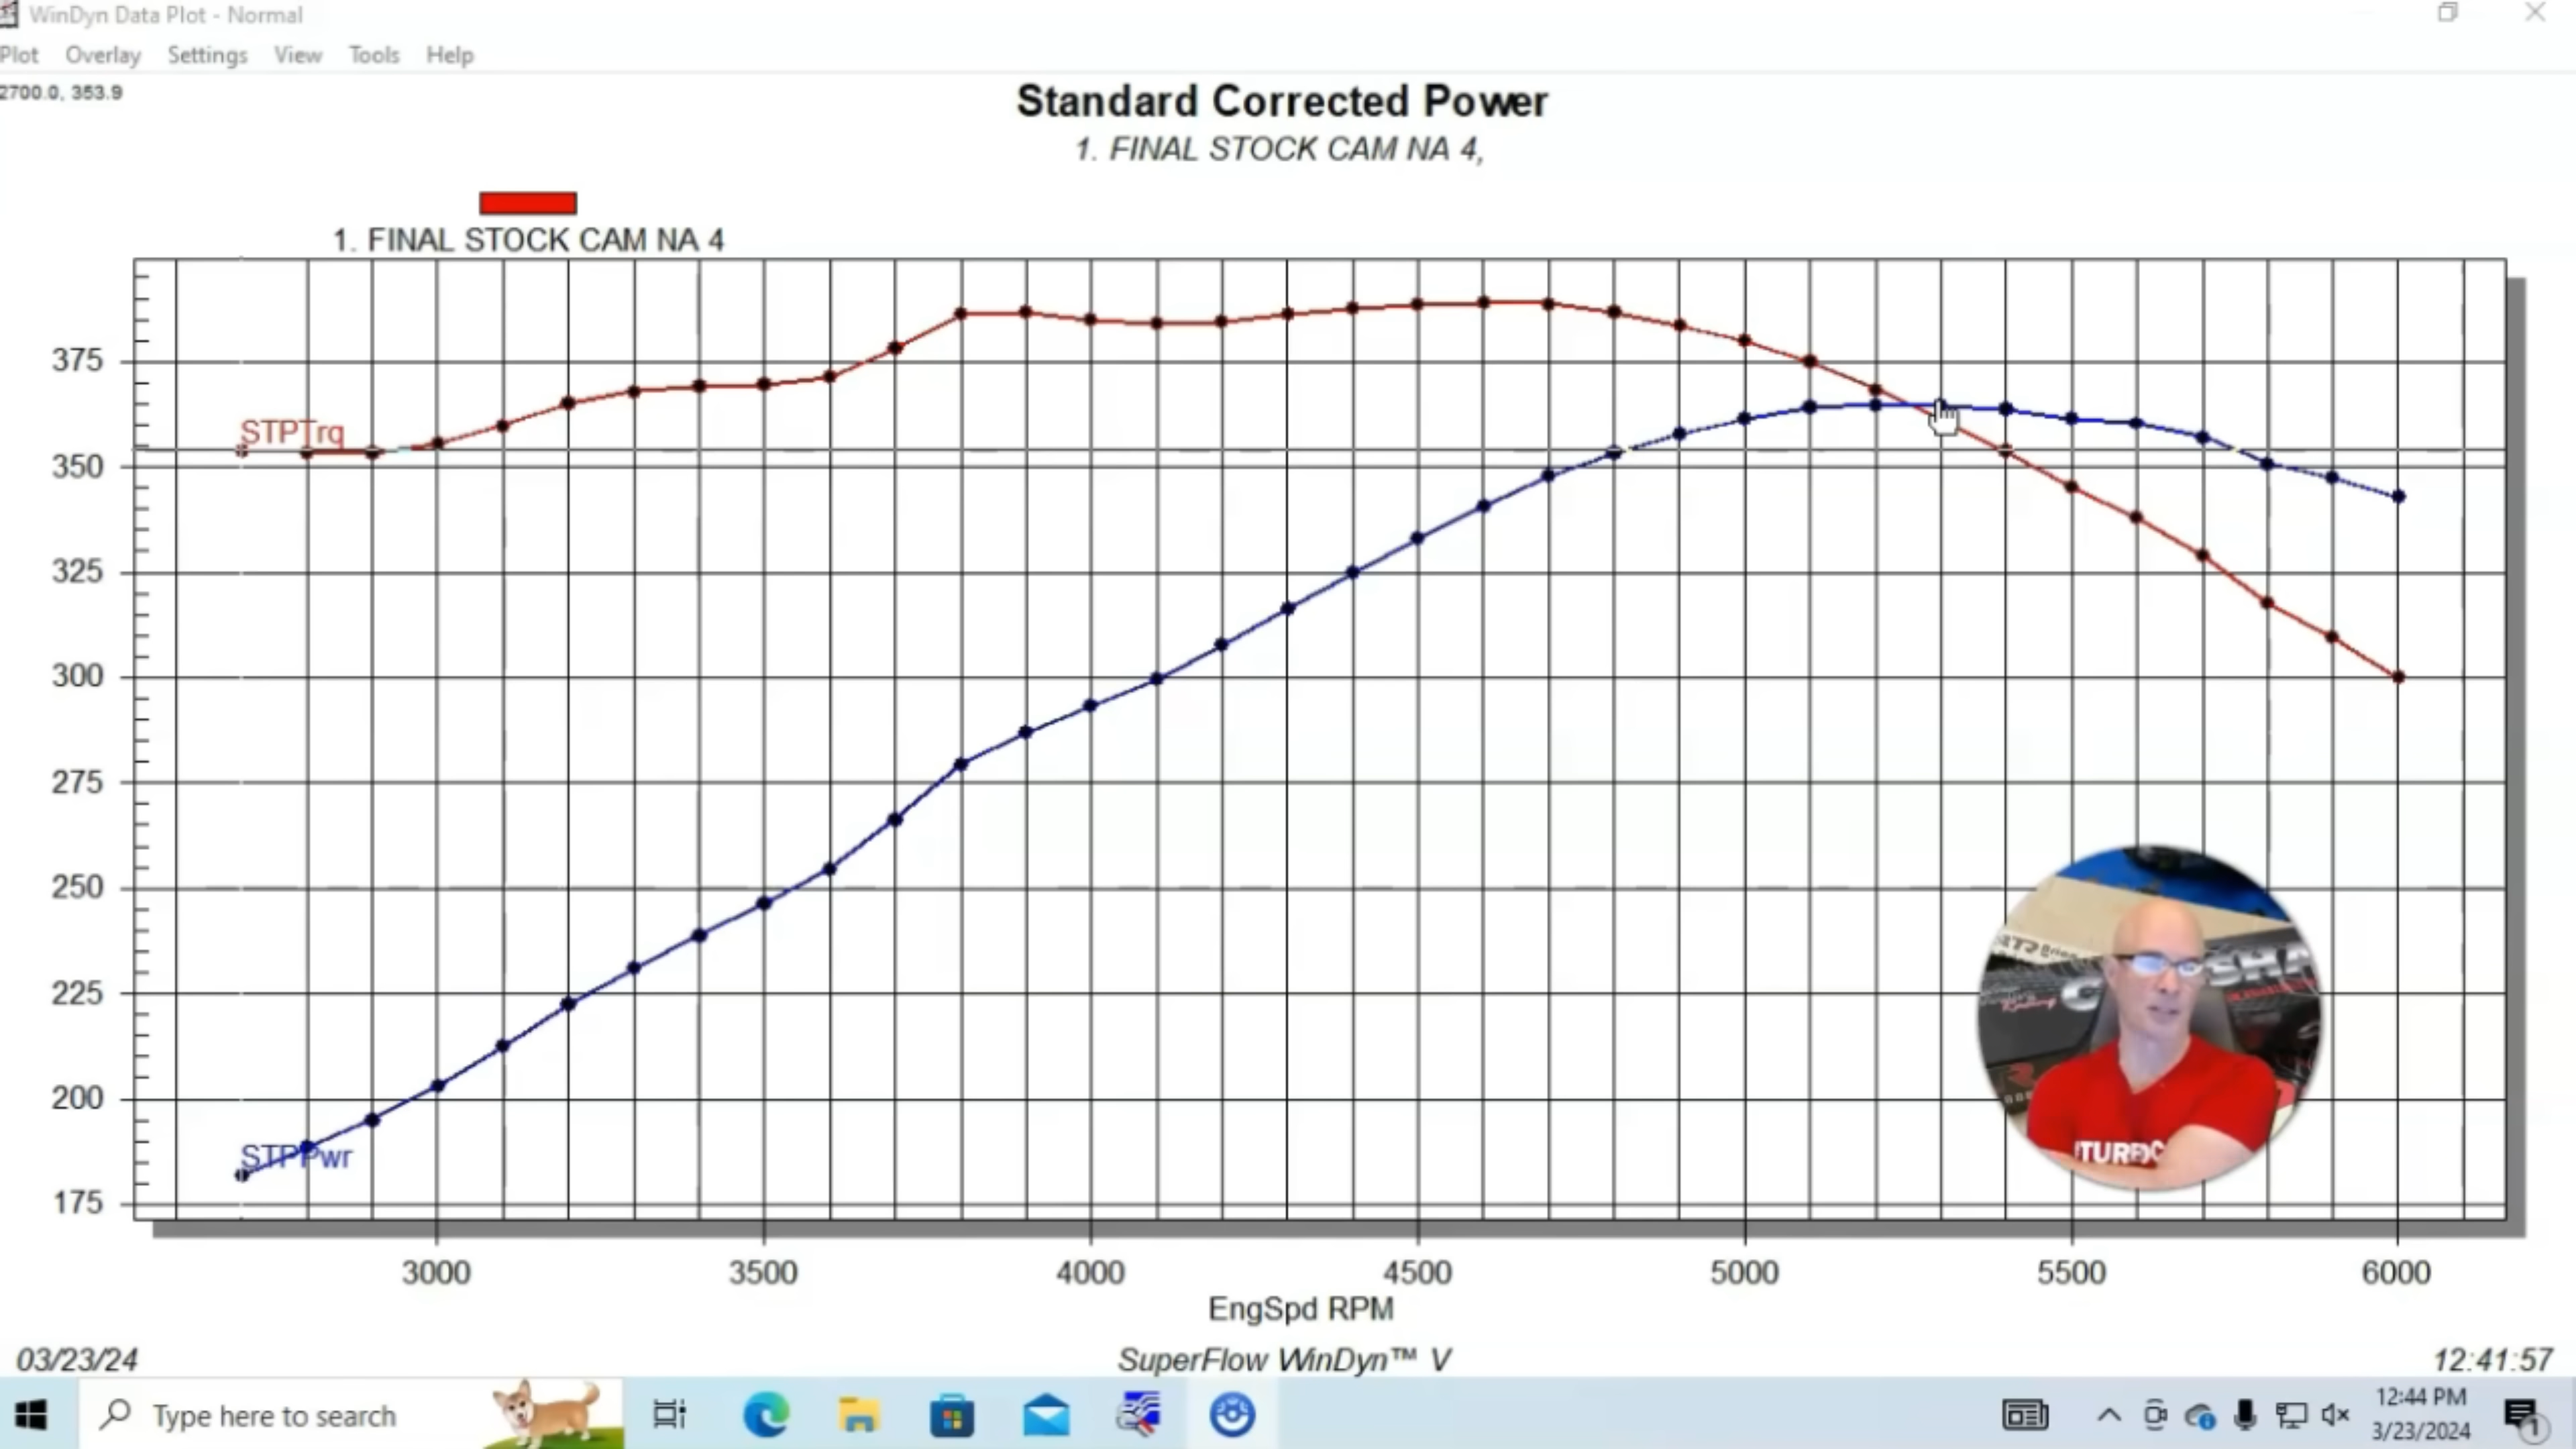 WinDyn Data Plot - Normal
Plot Overlay Settings View Tools Help
2700.0, 353.9
Standard Corrected Power
1. FINAL STOCK CAM NA 4,
1. FINAL STOCK CAM NA 4
375
350
325
300
275
250
225
200
175
STPTrq
STPPwr
3000 3500 4000 4500 5000 5500 6000
EngSpd RPM
03/23/24 SuperFlow WinDyn™ V 12:41:57
Type here to search
12:44 PM
3/23/2024
1